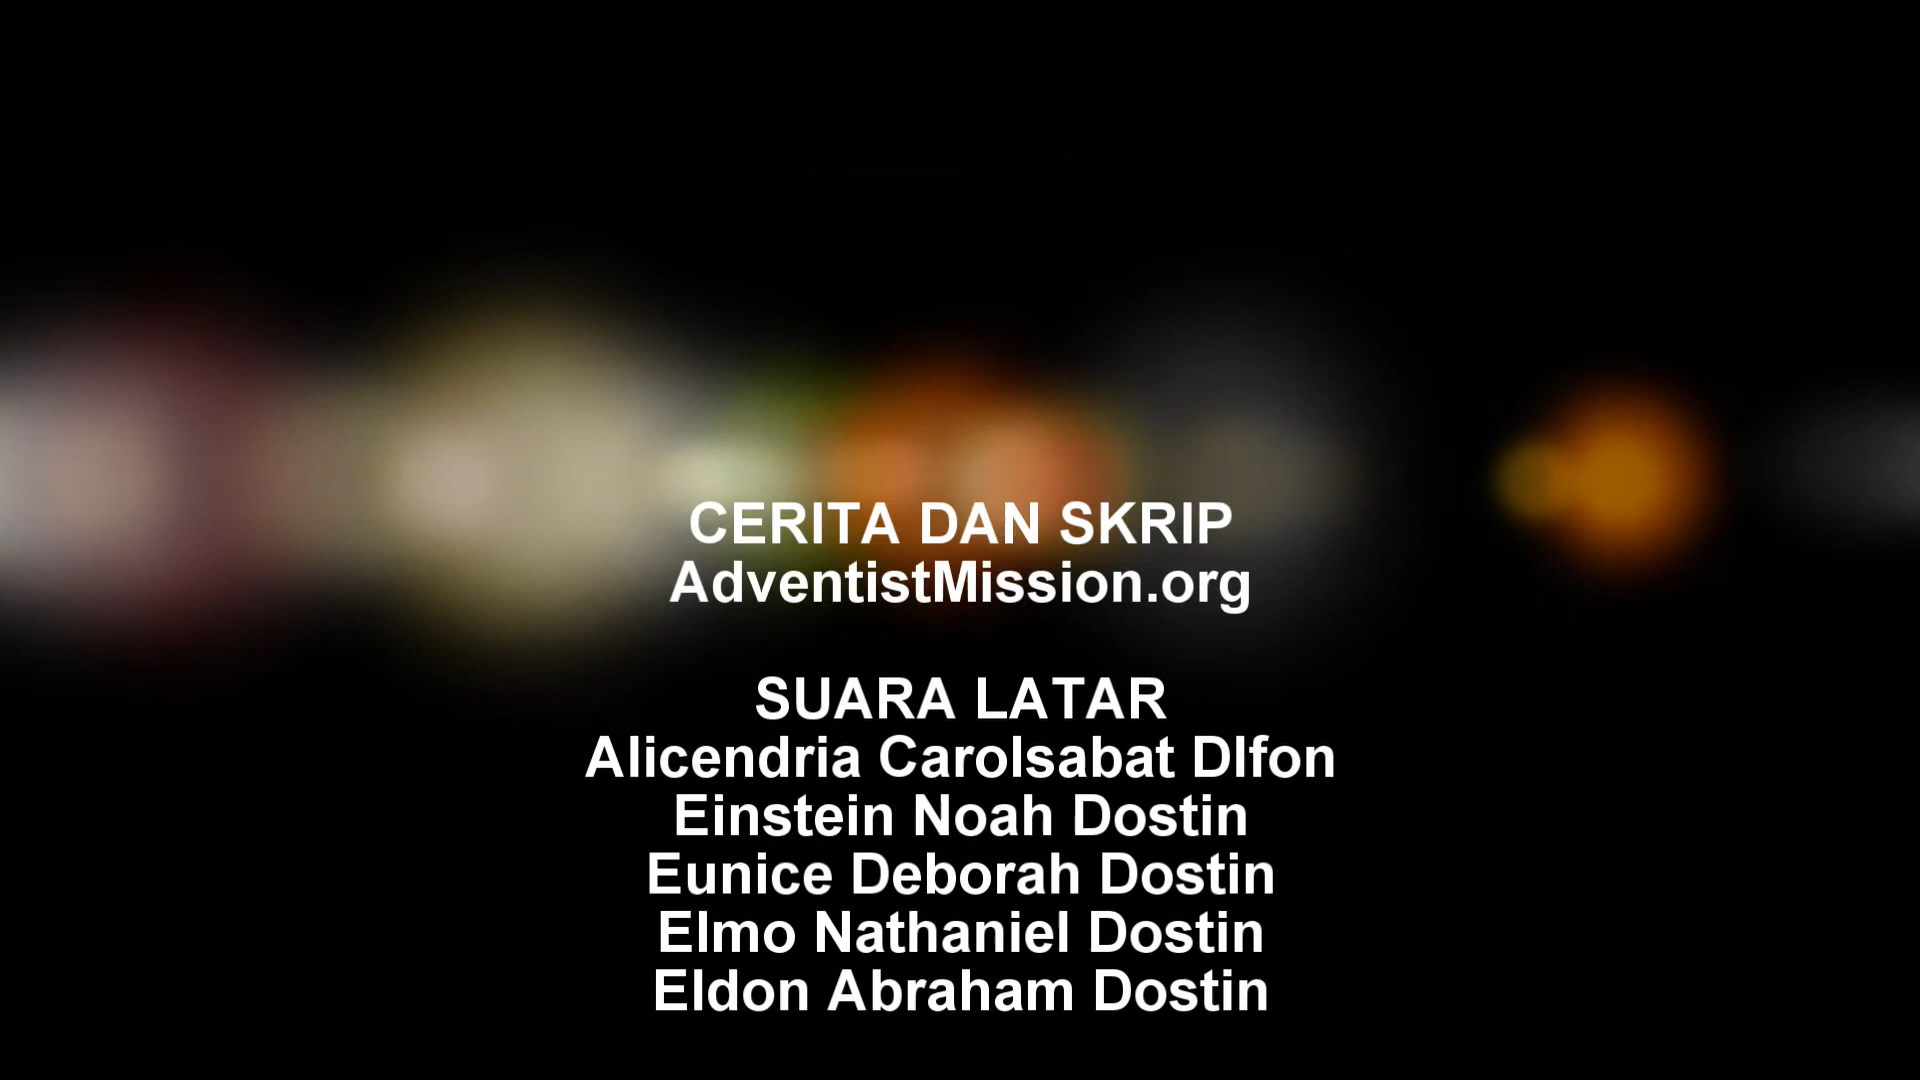 CERITA DAN SKRIP
AdventistMission.org
SUARA LATAR
Alicendria Carolsabat Dlfon
Einstein Noah Dostin
Eunice Deborah Dostin
Elmo Nathaniel Dostin
Eldon Abraham Dostin